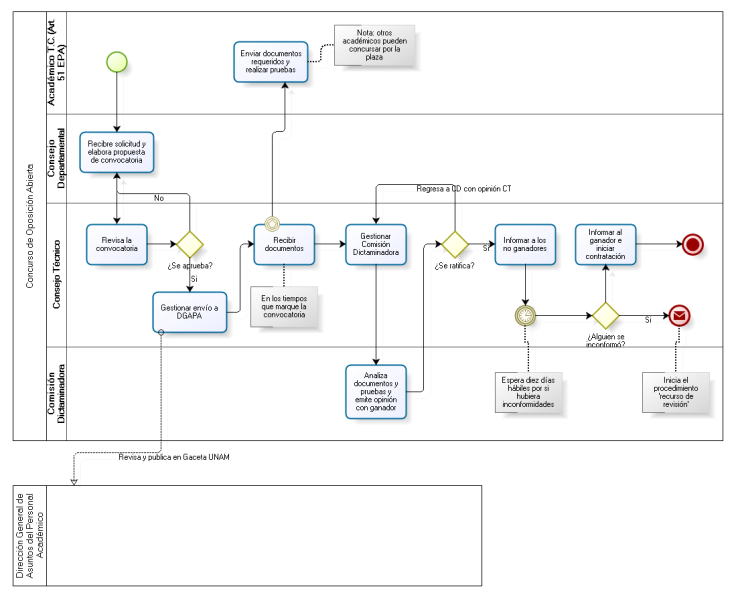 Concurso de Oposición Abierta
Académico T.C. (Art.
51 EPA)
Enviar documentos
requeridos y
realizar pruebas
Nota: otros
académicos pueden
concursar por la
plaza
Consejo
Departamental
Recibre solicitud y
elabora propuesta
de convocatoria
No
Regresa a CD con opinión CT
Consejo Técnico
Revisa la
convocatoria
¿Se aprueba?
Si
Gestionar envío a
DGAPA
Recibir
documentos
En los tiempos
que marque la
convocatoria
Gestionar
Comisión
Dictaminadora
¿Se ratifica?
Si
Informar a los
no ganadores
Informar al
ganador e
iniciar
contratación
¿Alguien se
inconformó?
Si
Comisión
Dictaminadora
Analiza
documentos y
pruebas y
emite opinión
con ganador
Espera diez días
hábiles por si
hubiera
inconformidades
Inicia el
procedimiento
'recurso de
revisión'
Revisa y publica en Gaceta UNAM
Dirección General de
Asuntos del Personal
Académico